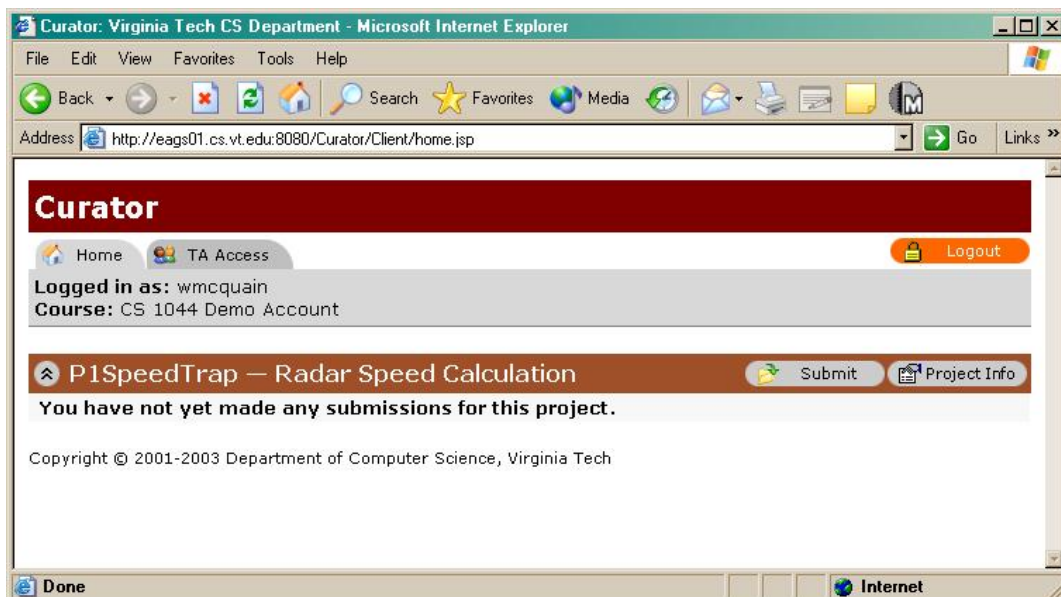 Curator: Virginia Tech CS Department - Microsoft Internet Explorer
File Edit View Favorites Tools Help
Back Search Favorites Media
Address http://eags01.cs.vt.edu:8080/Curator/Client/home.jsp Go Links »
Curator
Home TA Access Logout
Logged in as: wmcquain
Course: CS 1044 Demo Account
P1SpeedTrap — Radar Speed Calculation Submit Project Info
You have not yet made any submissions for this project.
Copyright © 2001-2003 Department of Computer Science, Virginia Tech
Done Internet